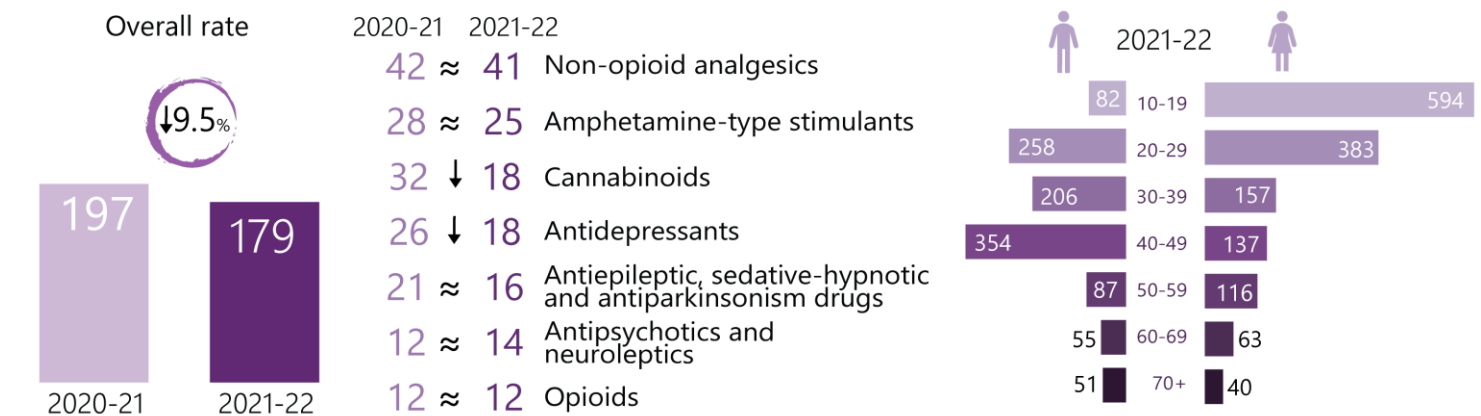 Overall rate
↓9.5%
197
179
2020-21
2021-22
2020-21 2021-22
42 ≈ 41 Non-opioid analgesics
28 ≈ 25 Amphetamine-type stimulants
32 ↓ 18 Cannabinoids
26 ↓ 18 Antidepressants
21 ≈ 16 Antiepileptic, sedative-hypnotic
and antiparkinsonism drugs
12 ≈ 14 Antipsychotics and
neuroleptics
12 ≈ 12 Opioids
2021-22
82 10-19 594
258 20-29 383
206 30-39 157
354 40-49 137
87 50-59 116
55 60-69 63
51 70+ 40